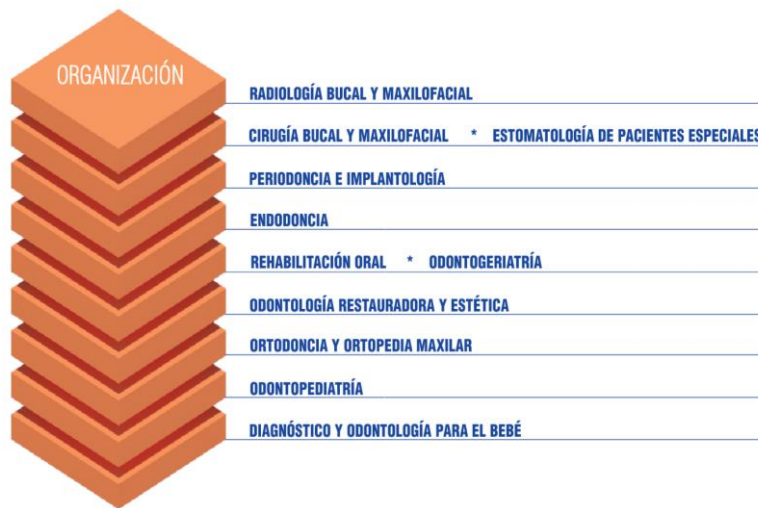 ORGANIZACIÓN
RADIOLOGÍA BUCAL Y MAXILOFACIAL
CIRUGÍA BUCAL Y MAXILOFACIAL * ESTOMATOLOGÍA DE PACIENTES ESPECIALES
PERIODONCIA E IMPLANTOLOGÍA
ENDODONCIA
REHABILITACIÓN ORAL * ODONTOGERIATRÍA
ODONTOLOGÍA RESTAURADORA Y ESTÉTICA
ORTODONCIA Y ORTOPEDIA MAXILAR
ODONTOPEDIATRÍA
DIAGNÓSTICO Y ODONTOLOGÍA PARA EL BEBÉ